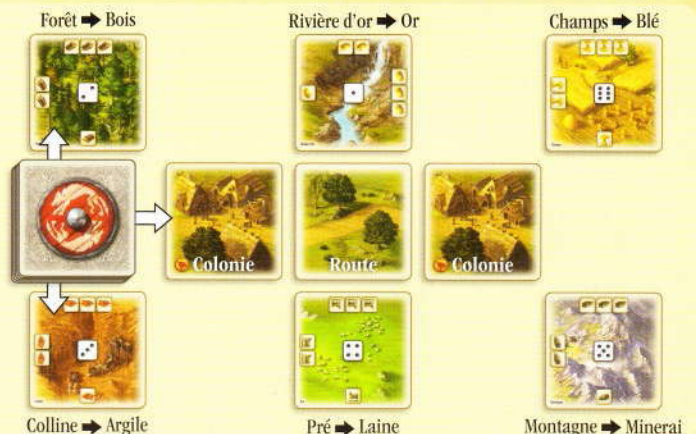 Forêt ➡ Bois
Rivière d'or ➡ Or
Champs ➡ Blé
Colonie
Route
Colonie
Colline ➡ Argile
Pré ➡ Laine
Montagne ➡ Minerai